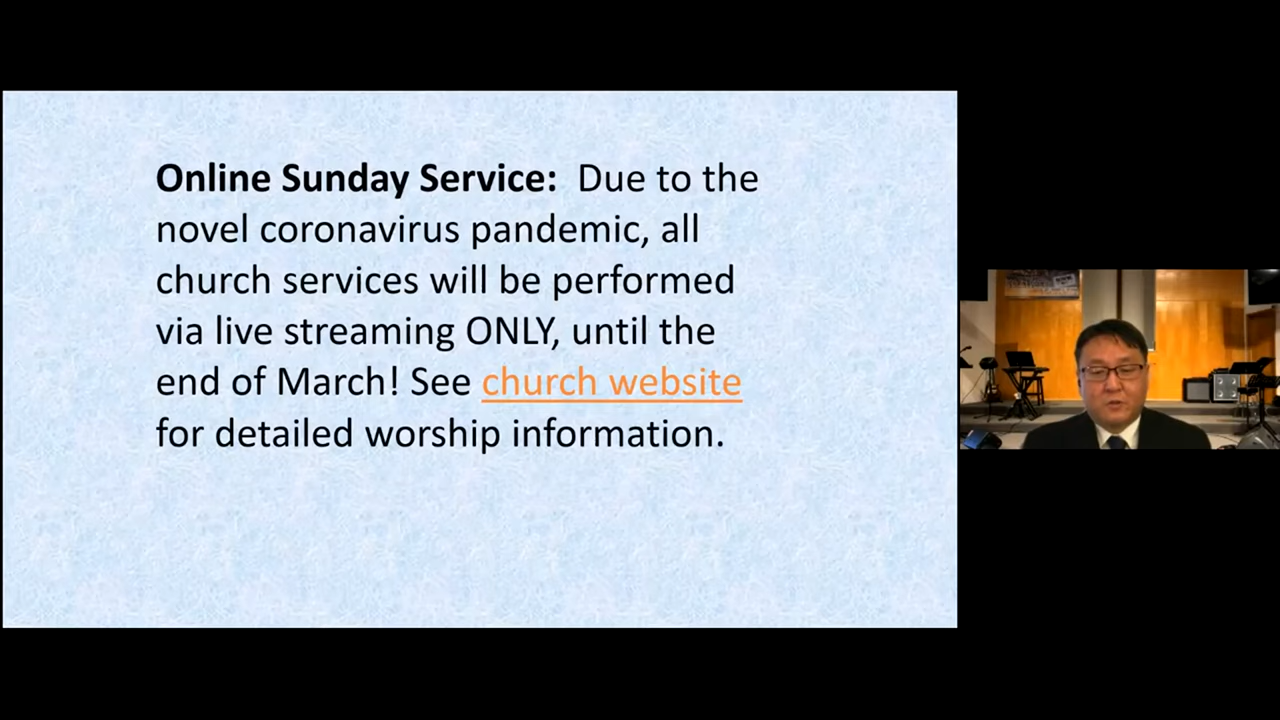 Online Sunday Service: Due to the
novel coronavirus pandemic, all
church services will be performed
via live streaming ONLY, until the
end of March! See church website
for detailed worship information.